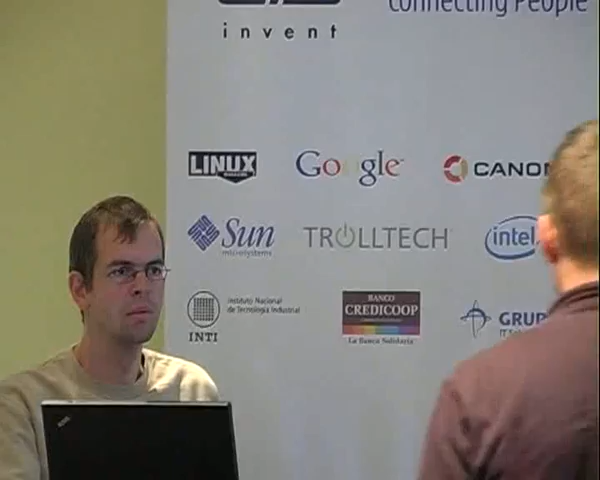 invent
connecting People
LINUX
Google
CANON
Sun
microsystems
TROLLTECH
intel
INTI
Instituto Nacional
de Tecnología Industrial
BANCO
CREDICOOP
La Banca Solidaria
GRUP